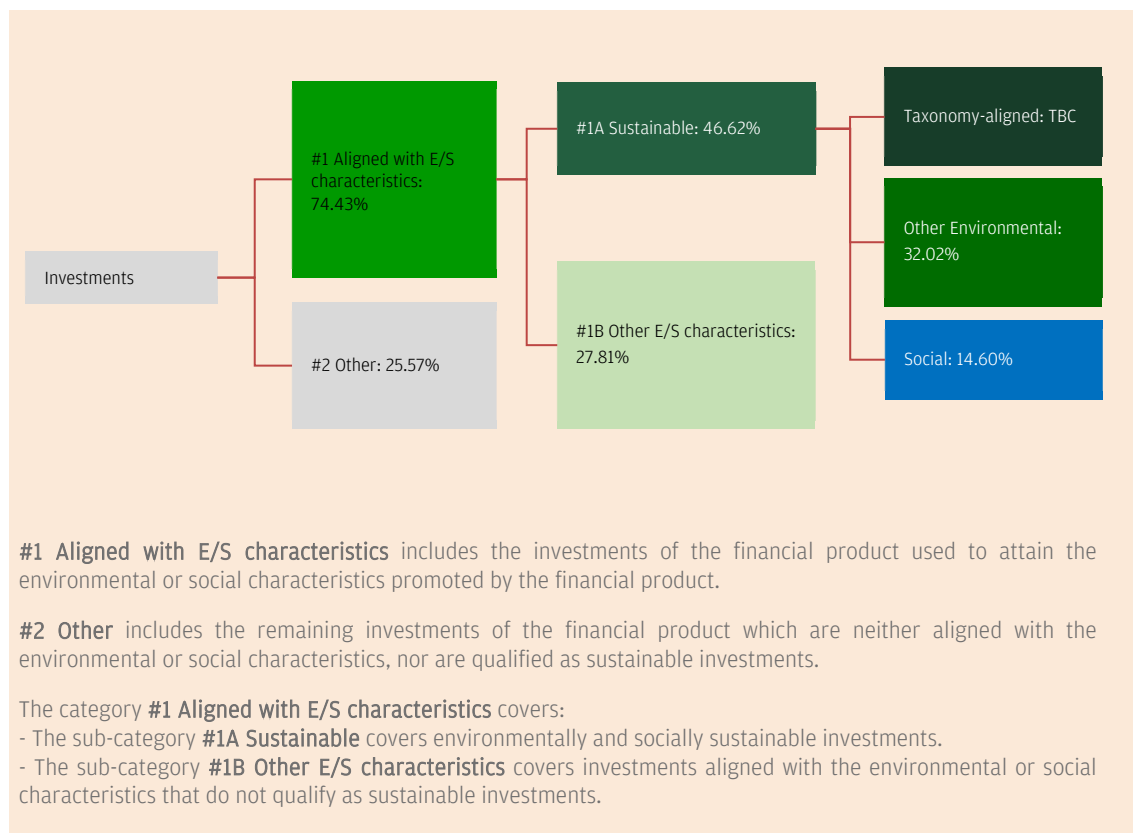 Investments
#1 Aligned with E/S
characteristics:
74.43%
#2 Other: 25.57%
#1A Sustainable: 46.62%
#1B Other E/S characteristics:
27.81%
Taxonomy-aligned: TBC
Other Environmental:
32.02%
Social: 14.60%
#1 Aligned with E/S characteristics includes the investments of the financial product used to attain the
environmental or social characteristics promoted by the financial product.
#2 Other includes the remaining investments of the financial product which are neither aligned with the
environmental or social characteristics, nor are qualified as sustainable investments.
The category #1 Aligned with E/S characteristics covers:
- The sub-category #1A Sustainable covers environmentally and socially sustainable investments.
- The sub-category #1B Other E/S characteristics covers investments aligned with the environmental or social
characteristics that do not qualify as sustainable investments.